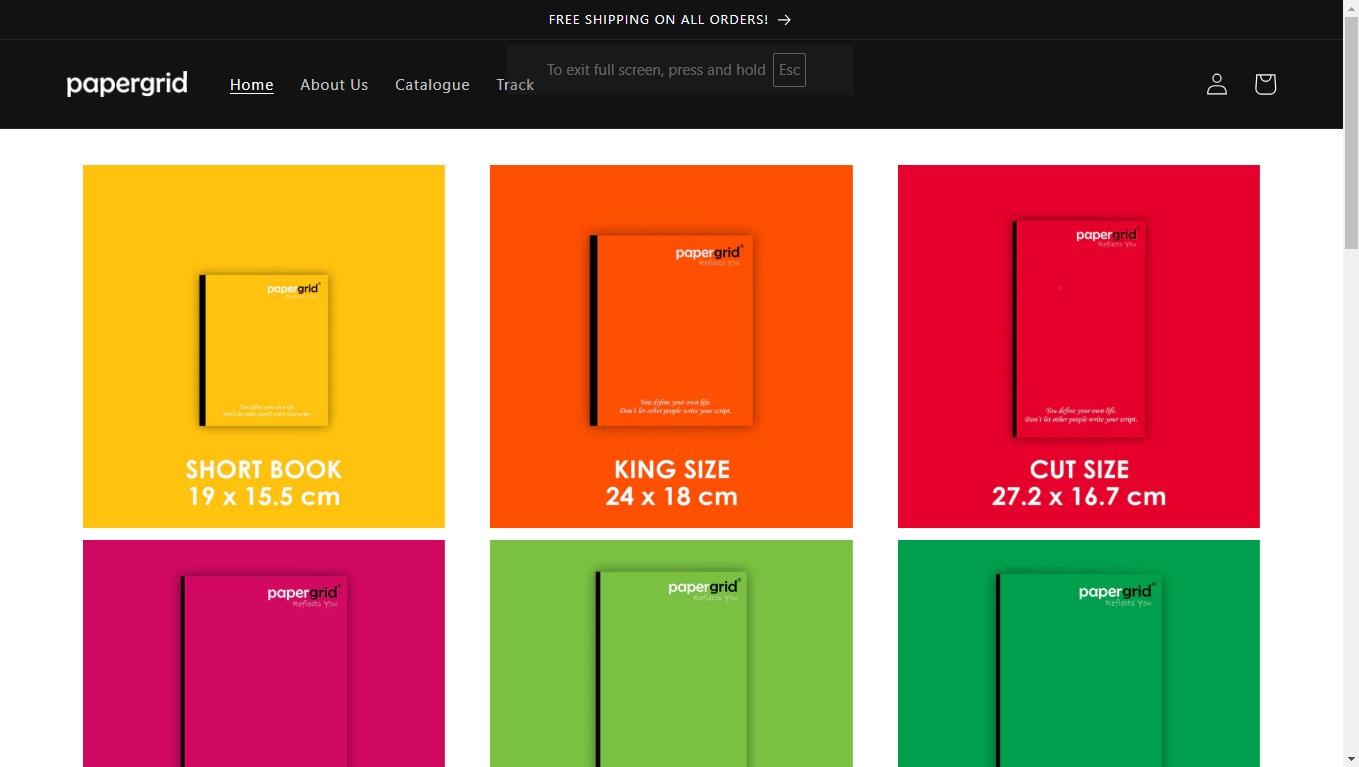 FREE SHIPPING ON ALL ORDERS! →
To exit full screen, press and hold Esc
papergrid Home About Us Catalogue Track
papergrid®
Reflects You
You define your own life.
Don't let other people write your script.
SHORT BOOK
19 x 15.5 cm
papergrid®
Reflects You
You define your own life.
Don't let other people write your script.
KING SIZE
24 x 18 cm
papergrid®
Reflects You
You define your own life.
Don't let other people write your script.
CUT SIZE
27.2 x 16.7 cm
papergrid®
Reflects You
papergrid®
Reflects You
papergrid®
Reflects You